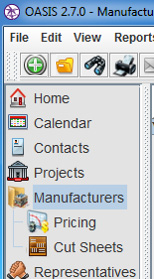 OASIS 2.7.0 - Manufactu
File Edit View Reports
Home
Calendar
Contacts
Projects
Manufacturers
Pricing
Cut Sheets
Representatives